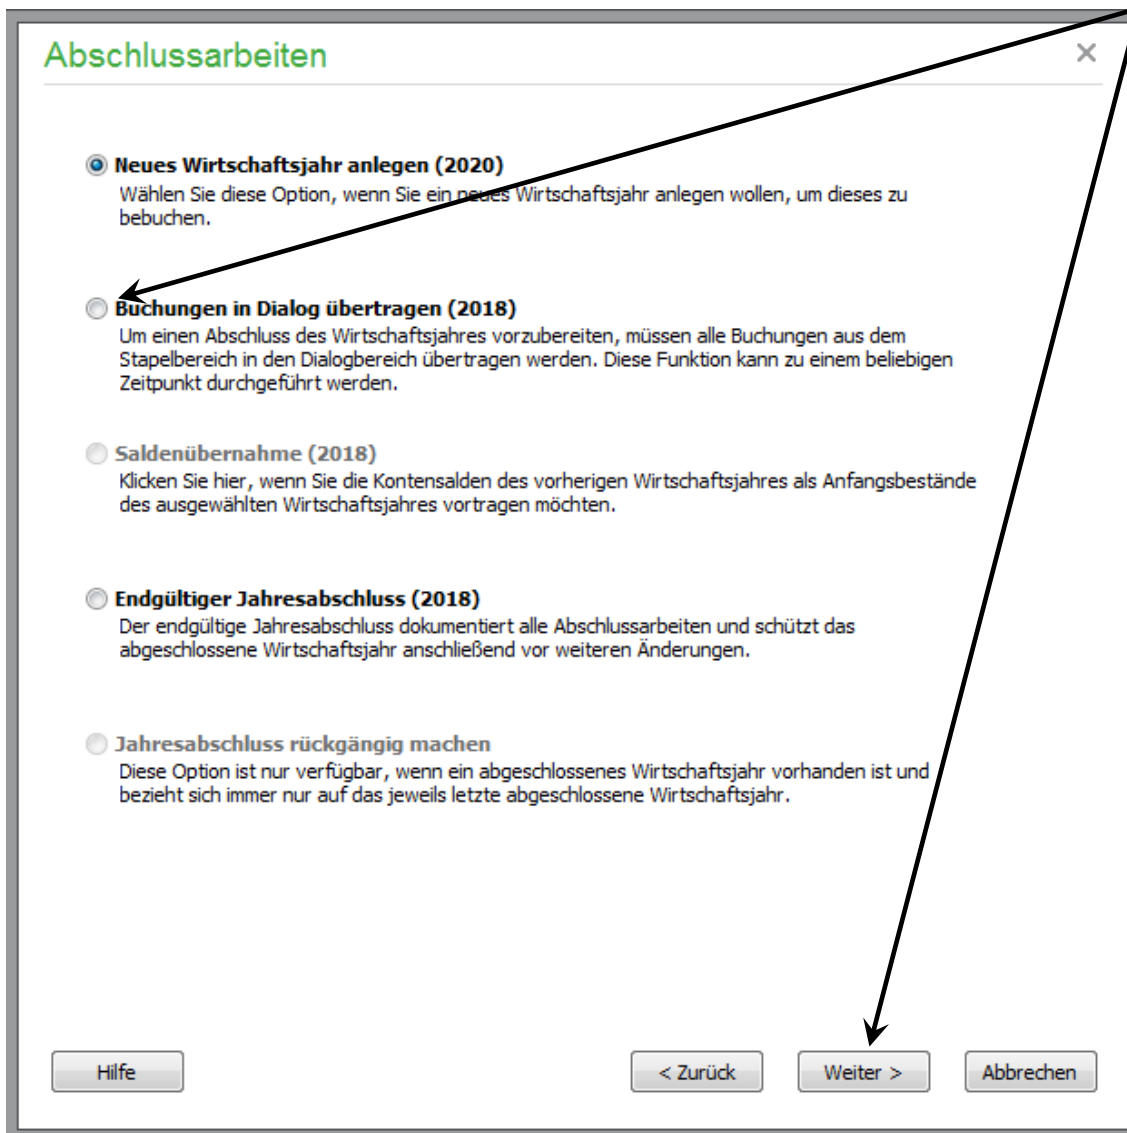 Abschlussarbeiten
Neues Wirtschaftsjahr anlegen (2020)
Wählen Sie diese Option, wenn Sie ein neues Wirtschaftsjahr anlegen wollen, um dieses zu
bebuchen.
Buchungen in Dialog übertragen (2018)
Um einen Abschluss des Wirtschaftsjahres vorzubereiten, müssen alle Buchungen aus dem
Stapelbereich in den Dialogbereich übertragen werden. Diese Funktion kann zu einem beliebigen
Zeitpunkt durchgeführt werden.
Saldenübernahme (2018)
Klicken Sie hier, wenn Sie die Kontensalden des vorherigen Wirtschaftsjahres als Anfangsbestände
des ausgewählten Wirtschaftsjahres vortragen möchten.
Endgültiger Jahresabschluss (2018)
Der endgültige Jahresabschluss dokumentiert alle Abschlussarbeiten und schützt das
abgeschlossene Wirtschaftsjahr anschließend vor weiteren Änderungen.
Jahresabschluss rückgängig machen
Diese Option ist nur verfügbar, wenn ein abgeschlossenes Wirtschaftsjahr vorhanden ist und
bezieht sich immer nur auf das jeweils letzte abgeschlossene Wirtschaftsjahr.
Hilfe < Zurück Weiter > Abbrechen